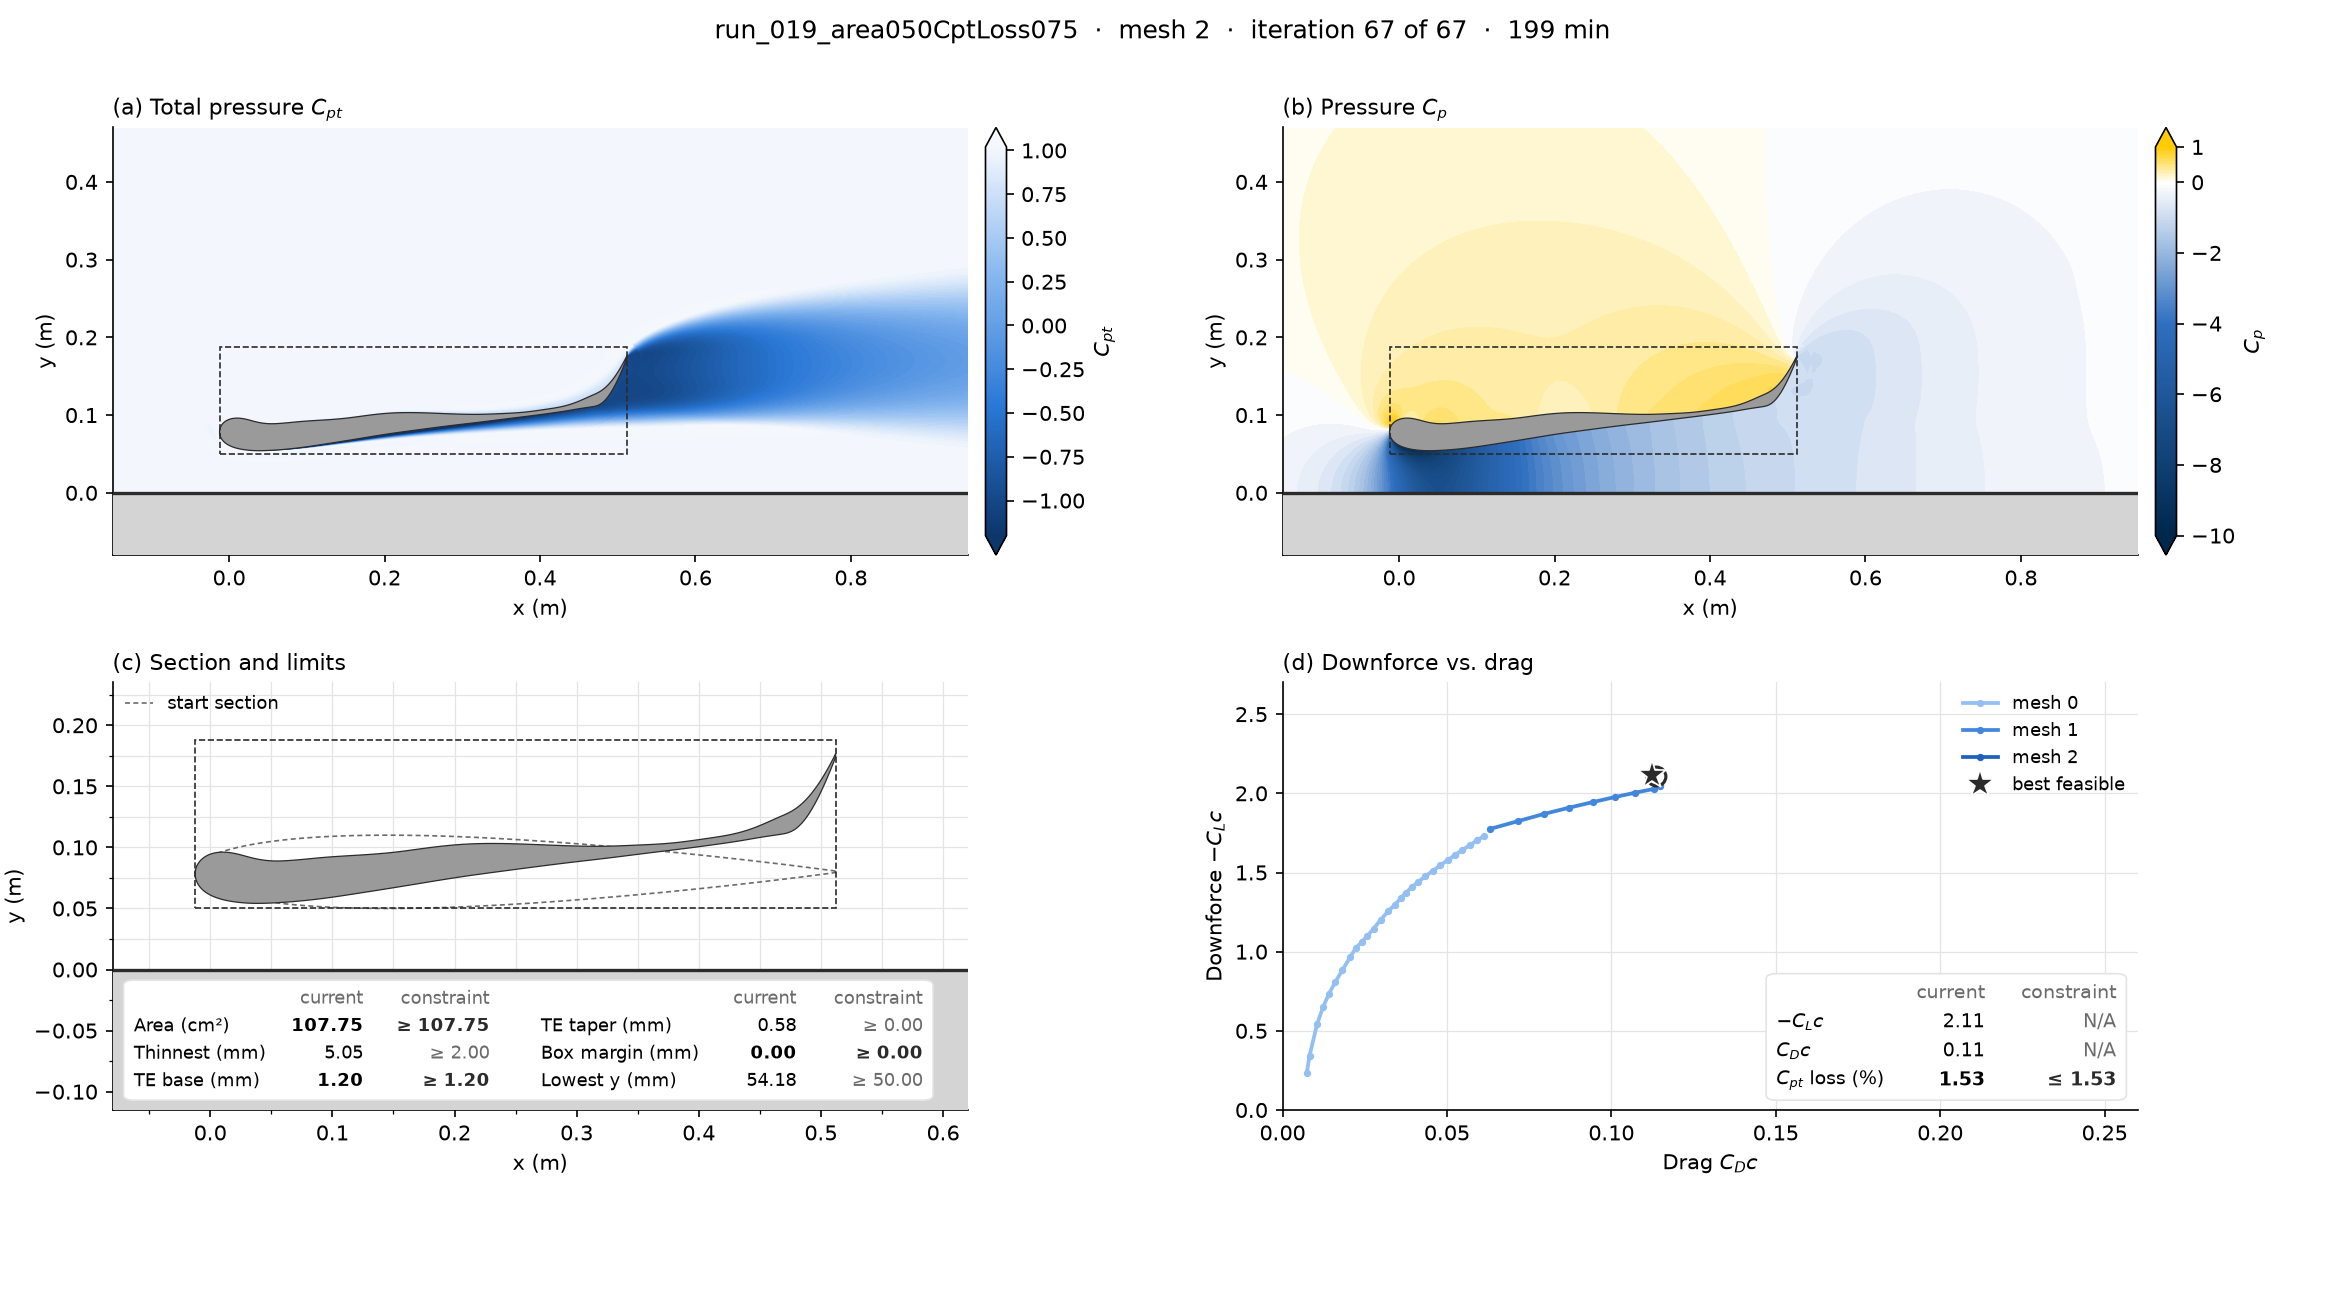 run_019_area050CptLoss075 · mesh 2 · iteration 67 of 67 · 199 min
(a) Total pressure Cpt
0.4
0.3
0.2
0.1
0.0
y (m)
0.0 0.2 0.4 0.6 0.8
x (m)
1.00
0.75
0.50
0.25
0.00
−0.25
−0.50
−0.75
−1.00
Cpt
(b) Pressure Cp
0.4
0.3
0.2
0.1
0.0
y (m)
0.0 0.2 0.4 0.6 0.8
x (m)
1
0
−2
−4
−6
−8
−10
Cp
(c) Section and limits
start section
0.20
0.15
0.10
0.05
0.00
−0.05
−0.10
y (m)
current constraint current constraint
Area (cm²) 107.75 ≥ 107.75 TE taper (mm) 0.58 ≥ 0.00
Thinnest (mm) 5.05 ≥ 2.00 Box margin (mm) 0.00 ≥ 0.00
TE base (mm) 1.20 ≥ 1.20 Lowest y (mm) 54.18 ≥ 50.00
0.0 0.1 0.2 0.3 0.4 0.5 0.6
x (m)
(d) Downforce vs. drag
mesh 0
mesh 1
mesh 2
best feasible
2.5
2.0
1.5
1.0
0.5
0.0
Downforce −CLc
current constraint
−CLc 2.11 N/A
CDc 0.11 N/A
Cpt loss (%) 1.53 ≤ 1.53
0.00 0.05 0.10 0.15 0.20 0.25
Drag CDc